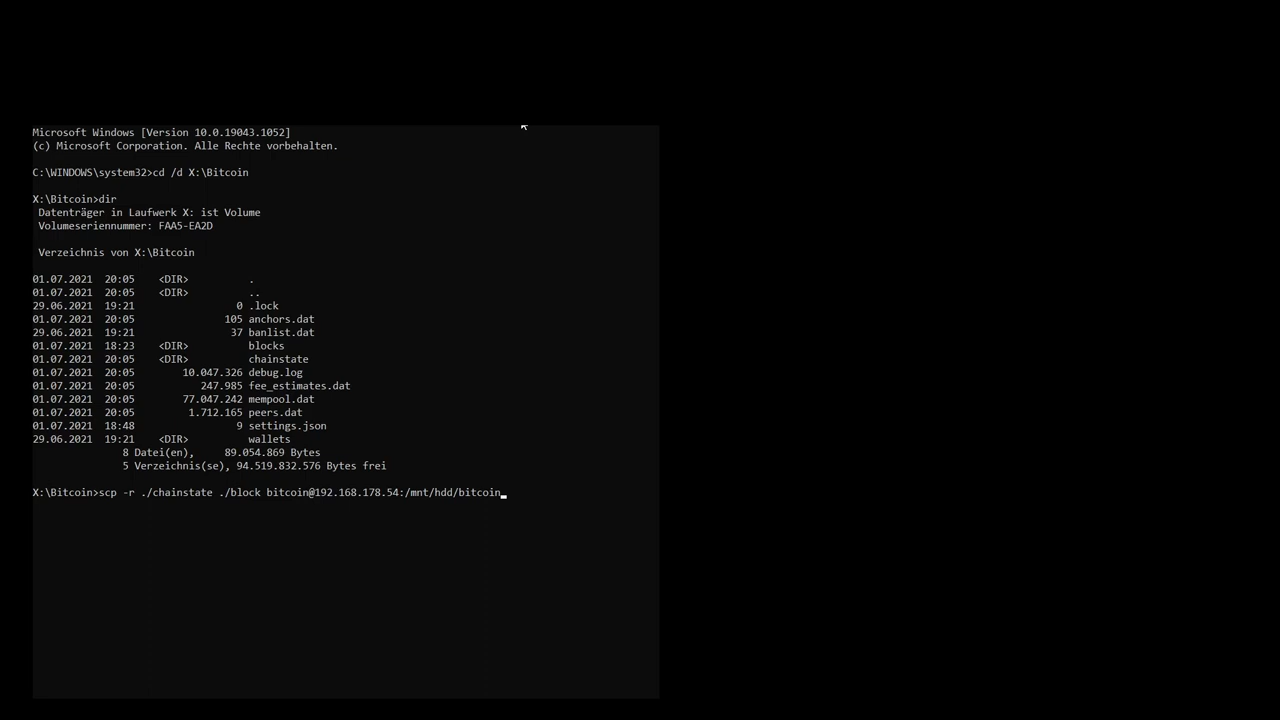 Microsoft Windows [Version 10.0.19043.1052]
(c) Microsoft Corporation. Alle Rechte vorbehalten.
C:\WINDOWS\system32>cd /d X:\Bitcoin
X:\Bitcoin>dir
Datenträger in Laufwerk X: ist Volume
Volumeseriennummer: FAA5-EA2D
Verzeichnis von X:\Bitcoin
01.07.2021 20:05 <DIR> .
01.07.2021 20:05 <DIR> ..
29.06.2021 19:21 0 .lock
01.07.2021 20:05 105 anchors.dat
29.06.2021 19:21 37 banlist.dat
01.07.2021 18:23 <DIR> blocks
01.07.2021 20:05 <DIR> chainstate
01.07.2021 20:05 10.047.326 debug.log
01.07.2021 20:05 247.985 fee_estimates.dat
01.07.2021 20:05 77.047.242 mempool.dat
01.07.2021 20:05 1.712.165 peers.dat
01.07.2021 18:48 9 settings.json
29.06.2021 19:21 <DIR> wallets
8 Datei(en), 89.054.869 Bytes
5 Verzeichnis(se), 94.519.832.576 Bytes frei
X:\Bitcoin>scp -r ./chainstate ./block bitcoin@192.168.178.54:/mnt/hdd/bitcoin